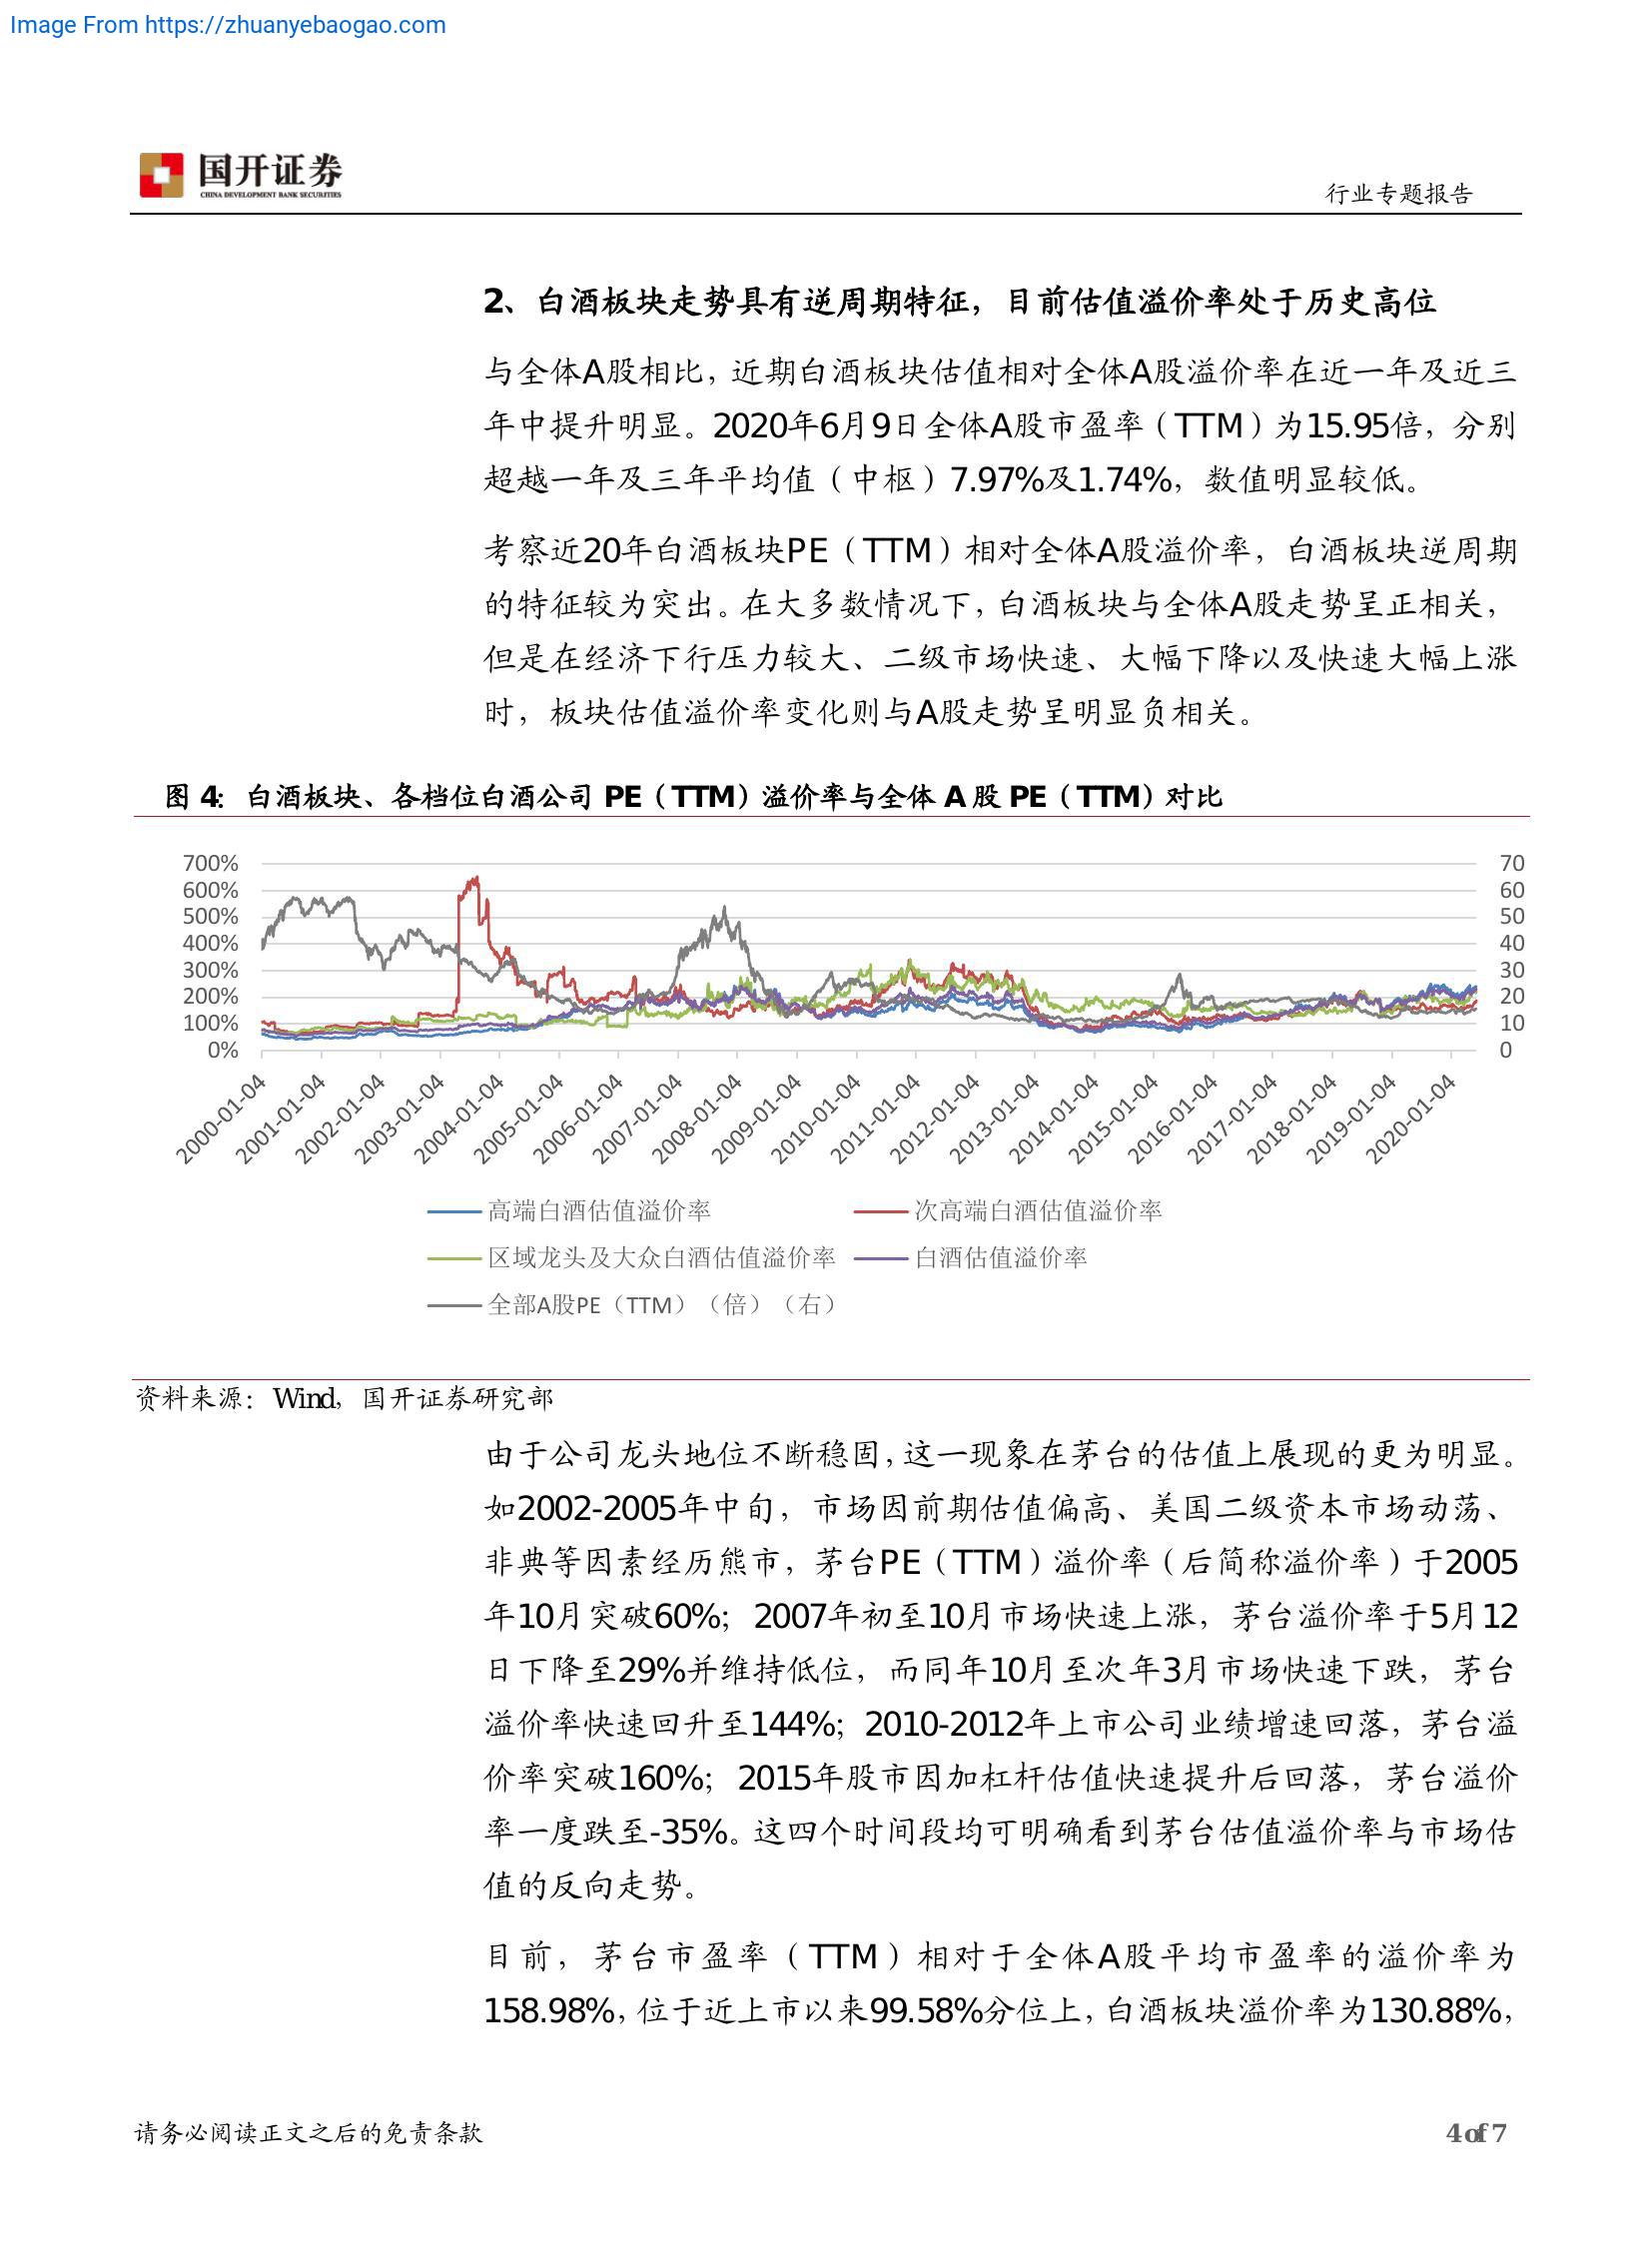 Image From https://zhuanyebaogao.com
国开证券
CHINA DEVELOPMENT BANK SECURITIES
行业专题报告
2、白酒板块走势具有逆周期特征，目前估值溢价率处于历史高位
与全体A股相比，近期白酒板块估值相对全体A股溢价率在近一年及近三
年中提升明显。2020年6月9日全体A股市盈率（TTM）为15.95倍，分别
超越一年及三年平均值（中枢）7.97%及1.74%，数值明显较低。
考察近20年白酒板块PE（TTM）相对全体A股溢价率，白酒板块逆周期
的特征较为突出。在大多数情况下，白酒板块与全体A股走势呈正相关，
但是在经济下行压力较大、二级市场快速、大幅下降以及快速大幅上涨
时，板块估值溢价率变化则与A股走势呈明显负相关。
图 4：白酒板块、各档位白酒公司 PE（TTM）溢价率与全体 A 股 PE（TTM）对比
700% 70
600% 60
500% 50
400% 40
300% 30
200% 20
100% 10
0% 0
2000-01-04 2001-01-04 2002-01-04 2003-01-04 2004-01-04 2005-01-04 2006-01-04 2007-01-04 2008-01-04 2009-01-04 2010-01-04 2011-01-04 2012-01-04 2013-01-04 2014-01-04 2015-01-04 2016-01-04 2017-01-04 2018-01-04 2019-01-04 2020-01-04
高端白酒估值溢价率 次高端白酒估值溢价率
区域龙头及大众白酒估值溢价率 白酒估值溢价率
全部A股PE（TTM）（倍）（右）
资料来源：Wind，国开证券研究部
由于公司龙头地位不断稳固，这一现象在茅台的估值上展现的更为明显。
如2002-2005年中旬，市场因前期估值偏高、美国二级资本市场动荡、
非典等因素经历熊市，茅台PE（TTM）溢价率（后简称溢价率）于2005
年10月突破60%；2007年初至10月市场快速上涨，茅台溢价率于5月12
日下降至29%并维持低位，而同年10月至次年3月市场快速下跌，茅台
溢价率快速回升至144%；2010-2012年上市公司业绩增速回落，茅台溢
价率突破160%；2015年股市因加杠杆估值快速提升后回落，茅台溢价
率一度跌至-35%。这四个时间段均可明确看到茅台估值溢价率与市场估
值的反向走势。
目前，茅台市盈率（TTM）相对于全体A股平均市盈率的溢价率为
158.98%，位于近上市以来99.58%分位上，白酒板块溢价率为130.88%，
请务必阅读正文之后的免责条款
4 of 7